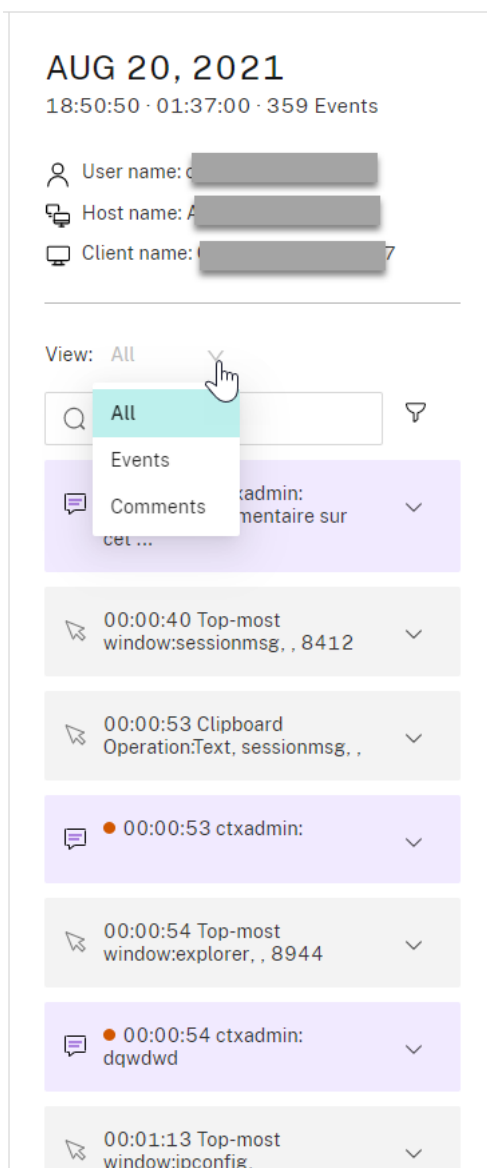 AUG 20, 2021
18:50:50 · 01:37:00 · 359 Events
User name:
Host name:
Client name: 7
View: All
All
Events
Comments
xadmin:
mentaire sur
cet ...
00:00:40 Top-most
window:sessionmsg, , 8412
00:00:53 Clipboard
Operation:Text, sessionmsg, ,
00:00:53 ctxadmin:
00:00:54 Top-most
window:explorer, , 8944
00:00:54 ctxadmin:
dqwdwd
00:01:13 Top-most
window:ipconfig,